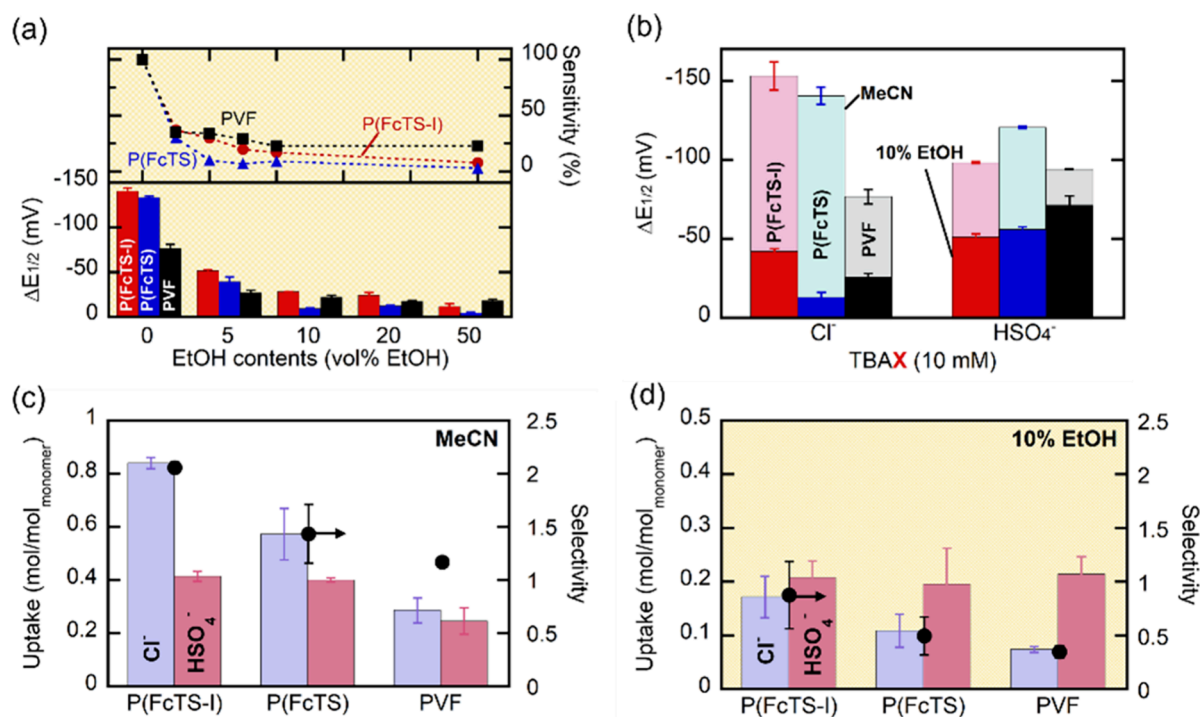 (a)
100
50
0
Sensitivity (%)
PVF
P(FcTS-I)
P(FcTS)
-150
-100
-50
0
ΔE1/2 (mV)
P(FcTS-I)
P(FcTS)
PVF
0 5 10 20 50
EtOH contents (vol% EtOH)
(b)
-150
-100
-50
0
ΔE1/2 (mV)
MeCN
10% EtOH
P(FcTS-I)
P(FcTS)
PVF
Cl- HSO4-
TBAX (10 mM)
(c)
1
0.8
0.6
0.4
0.2
0
Uptake (mol/molmonomer)
MeCN
2.5
2
1.5
1
0.5
0
Selectivity
Cl-
HSO4-
P(FcTS-I) P(FcTS) PVF
(d)
0.5
0.4
0.3
0.2
0.1
0
Uptake (mol/molmonomer)
10% EtOH
2.5
2
1.5
1
0.5
0
Selectivity
Cl-
HSO4-
P(FcTS-I) P(FcTS) PVF